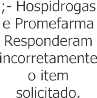 ;- Hospidrogas
e Promefarma
Responderam
incorretamente
o item
solicitado.